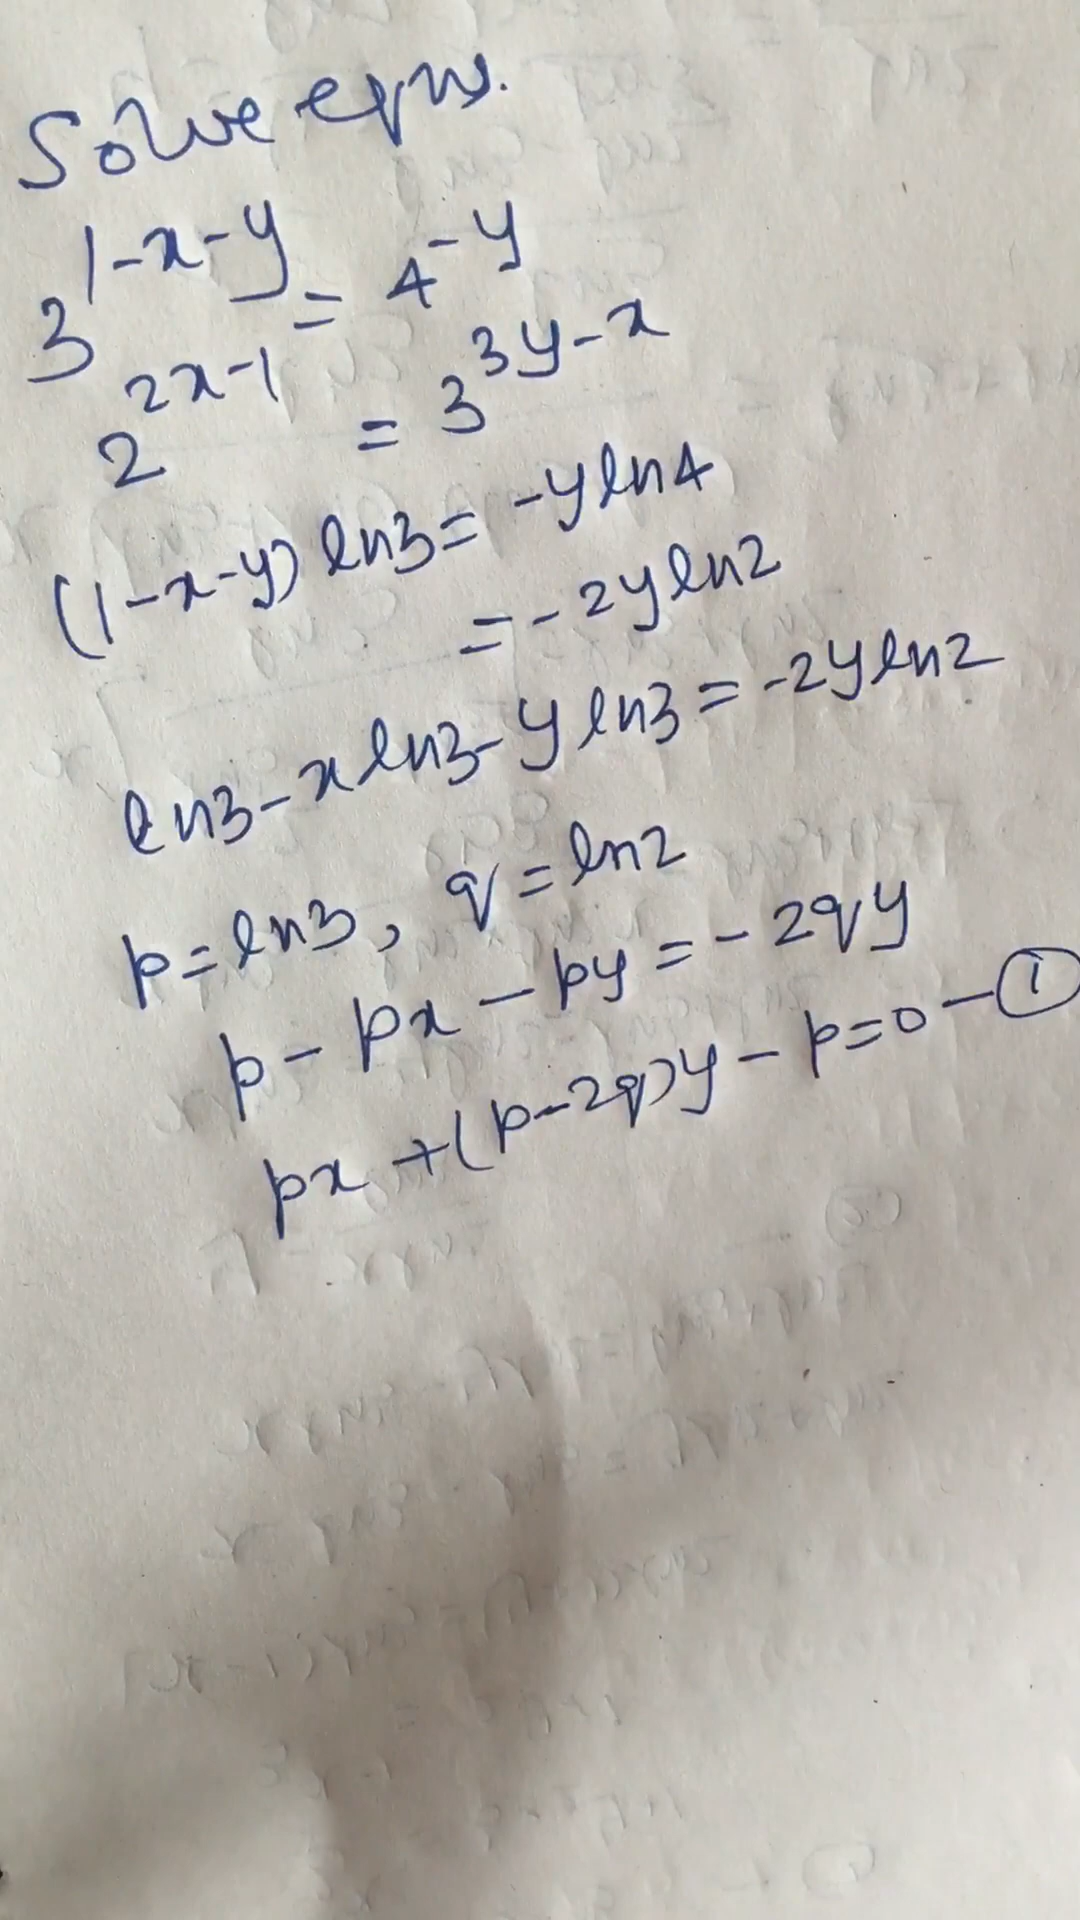 Solve eqns.
3^{1-x-y} = 4^{-y}
2^{2x-1} = 3^{3y-x}
(1-x-y) ln3 = -y ln4
= -2y ln2
ln3 - x ln3 - y ln3 = -2y ln2
p = ln3, q = ln2
p - px - py = -2qy
px + (p-2q)y - p = 0 - ①